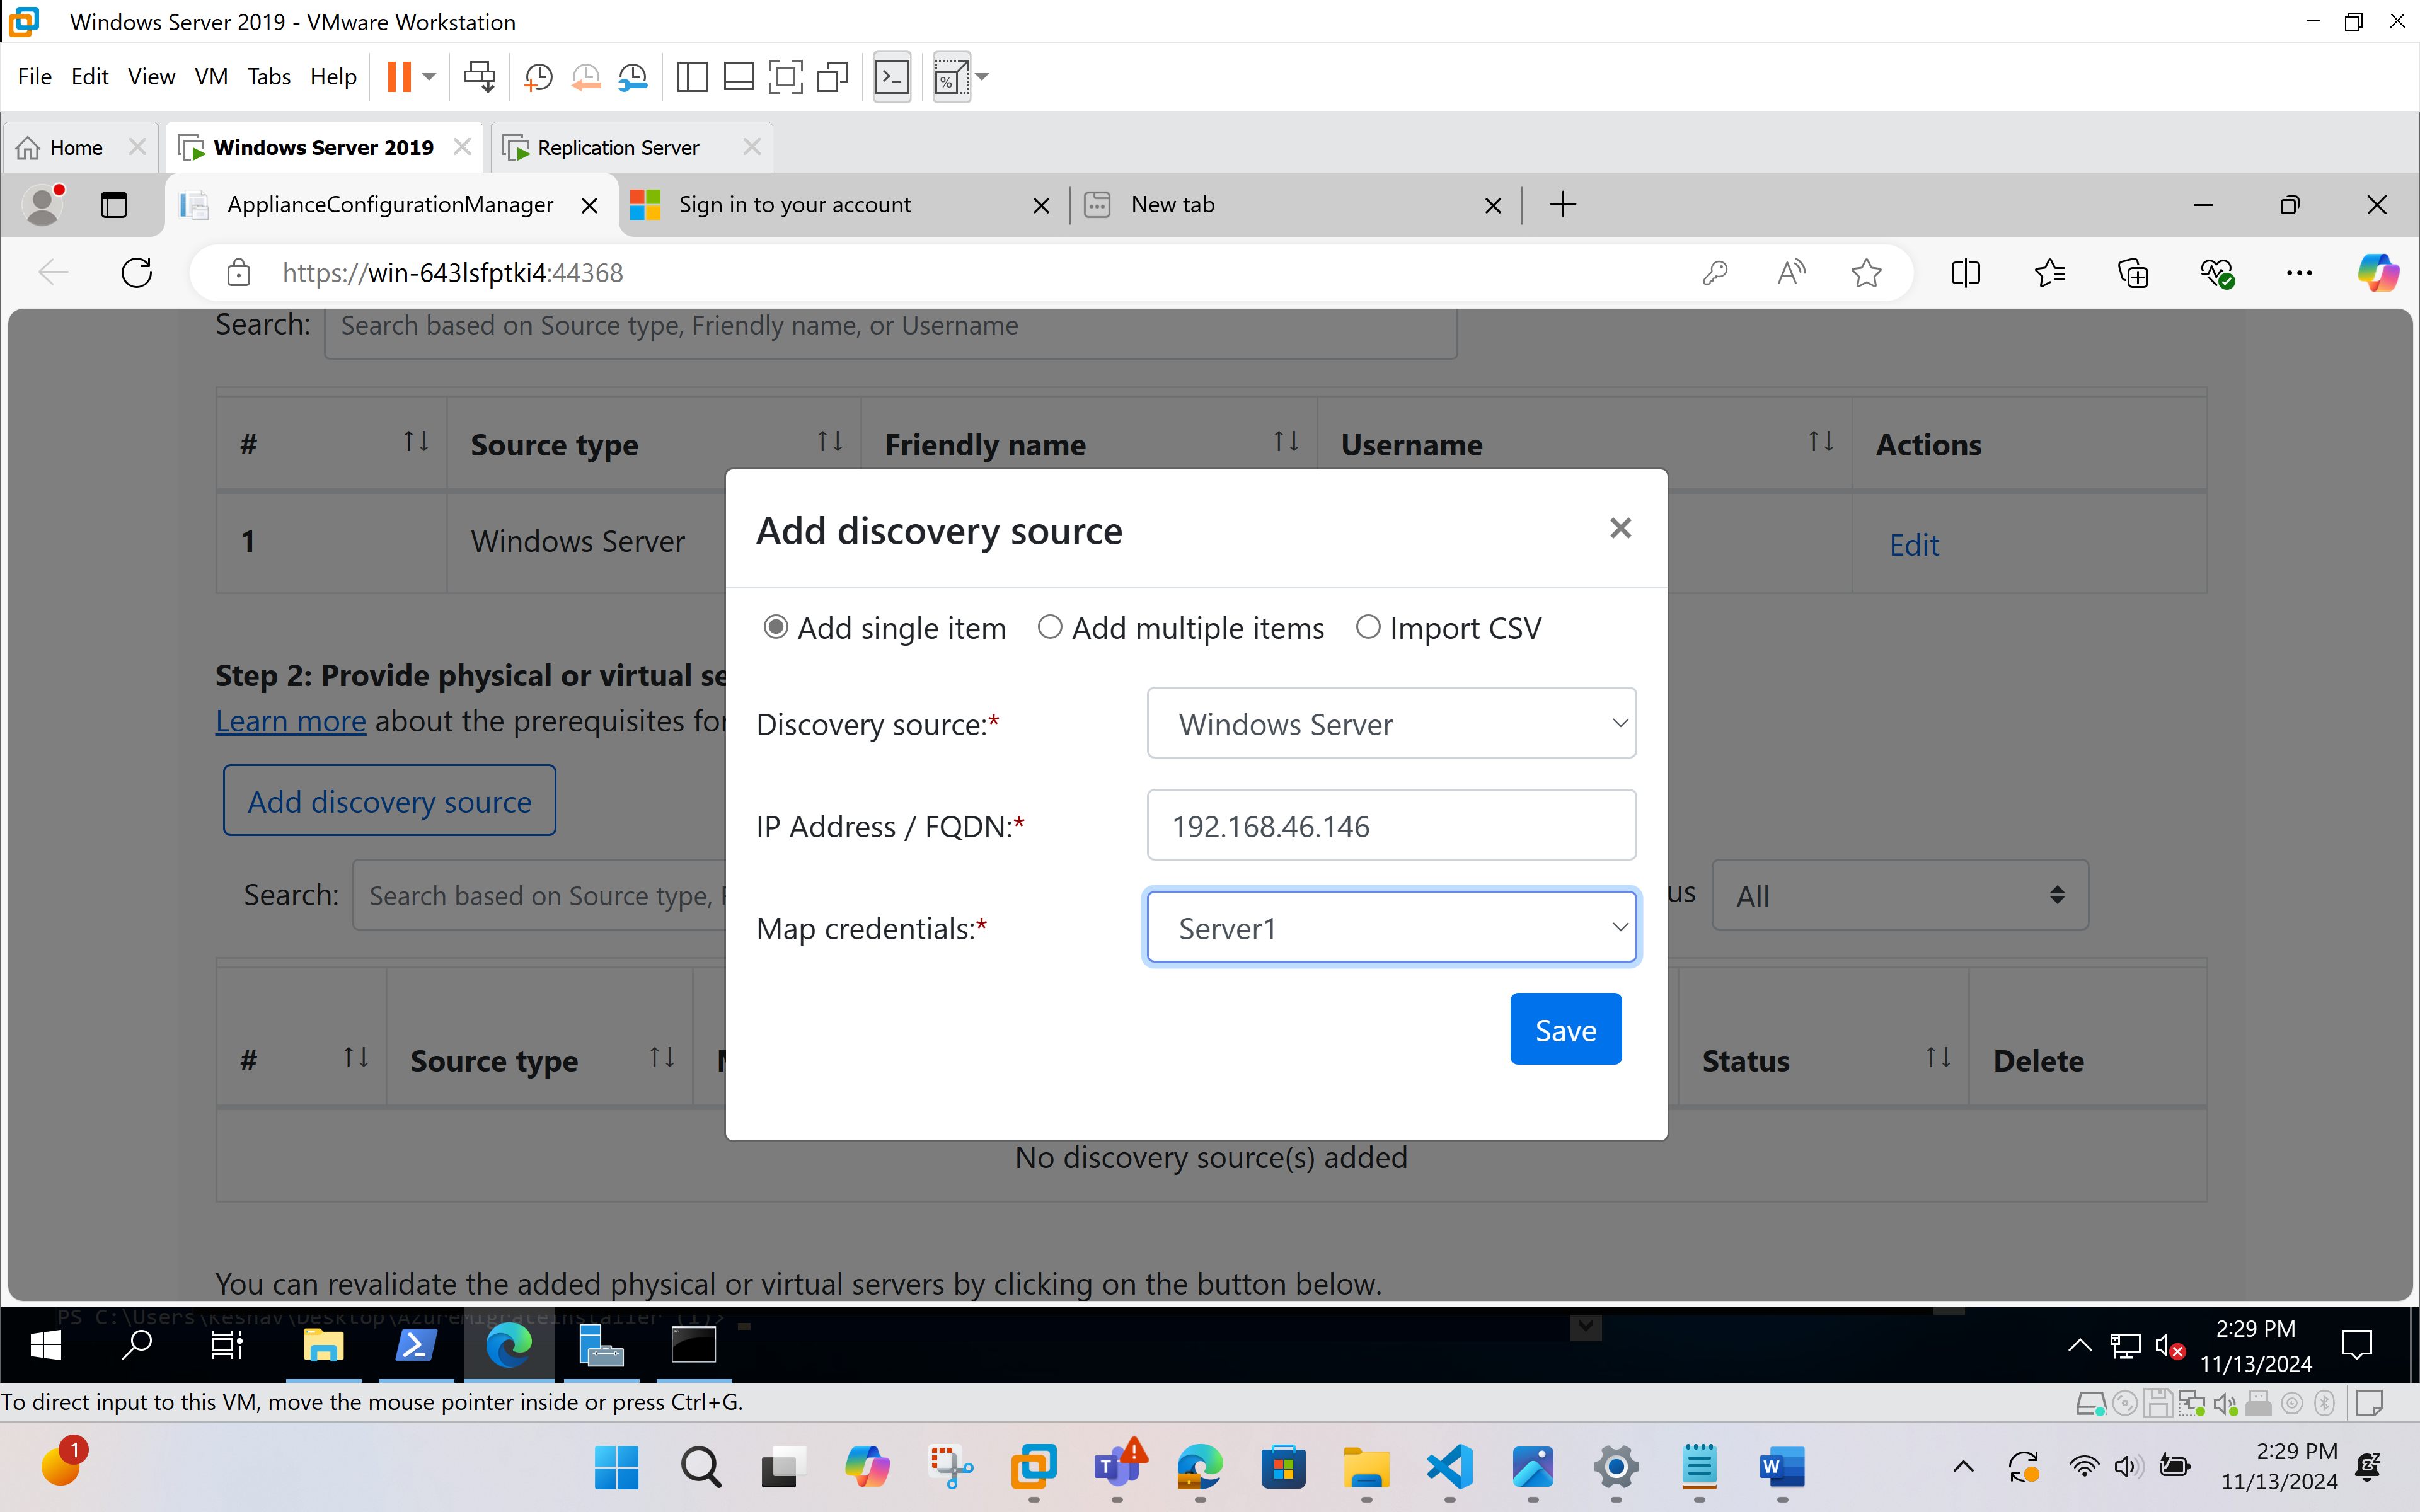 Windows Server 2019 - VMware Workstation
File Edit View VM Tabs Help
Home Windows Server 2019 Replication Server
ApplianceConfigurationManager Sign in to your account New tab
https://win-643lsfptki4:44368
Search: Search based on Source type, Friendly name, or Username
# Source type Friendly name Username Actions
1 Windows Server Edit
Add discovery source
Add single item Add multiple items Import CSV
Discovery source:* Windows Server
IP Address / FQDN:* 192.168.46.146
Map credentials:* Server1
Save
Step 2: Provide physical or virtual se
Learn more about the prerequisites for
Add discovery source
Search: Search based on Source type, F us All
# Source type Status Delete
No discovery source(s) added
You can revalidate the added physical or virtual servers by clicking on the button below.
PS C:\Users\Keshav\Desktop\AzureMigrateInstaller (1)>
2:29 PM
11/13/2024
To direct input to this VM, move the mouse pointer inside or press Ctrl+G.
1
2:29 PM
11/13/2024